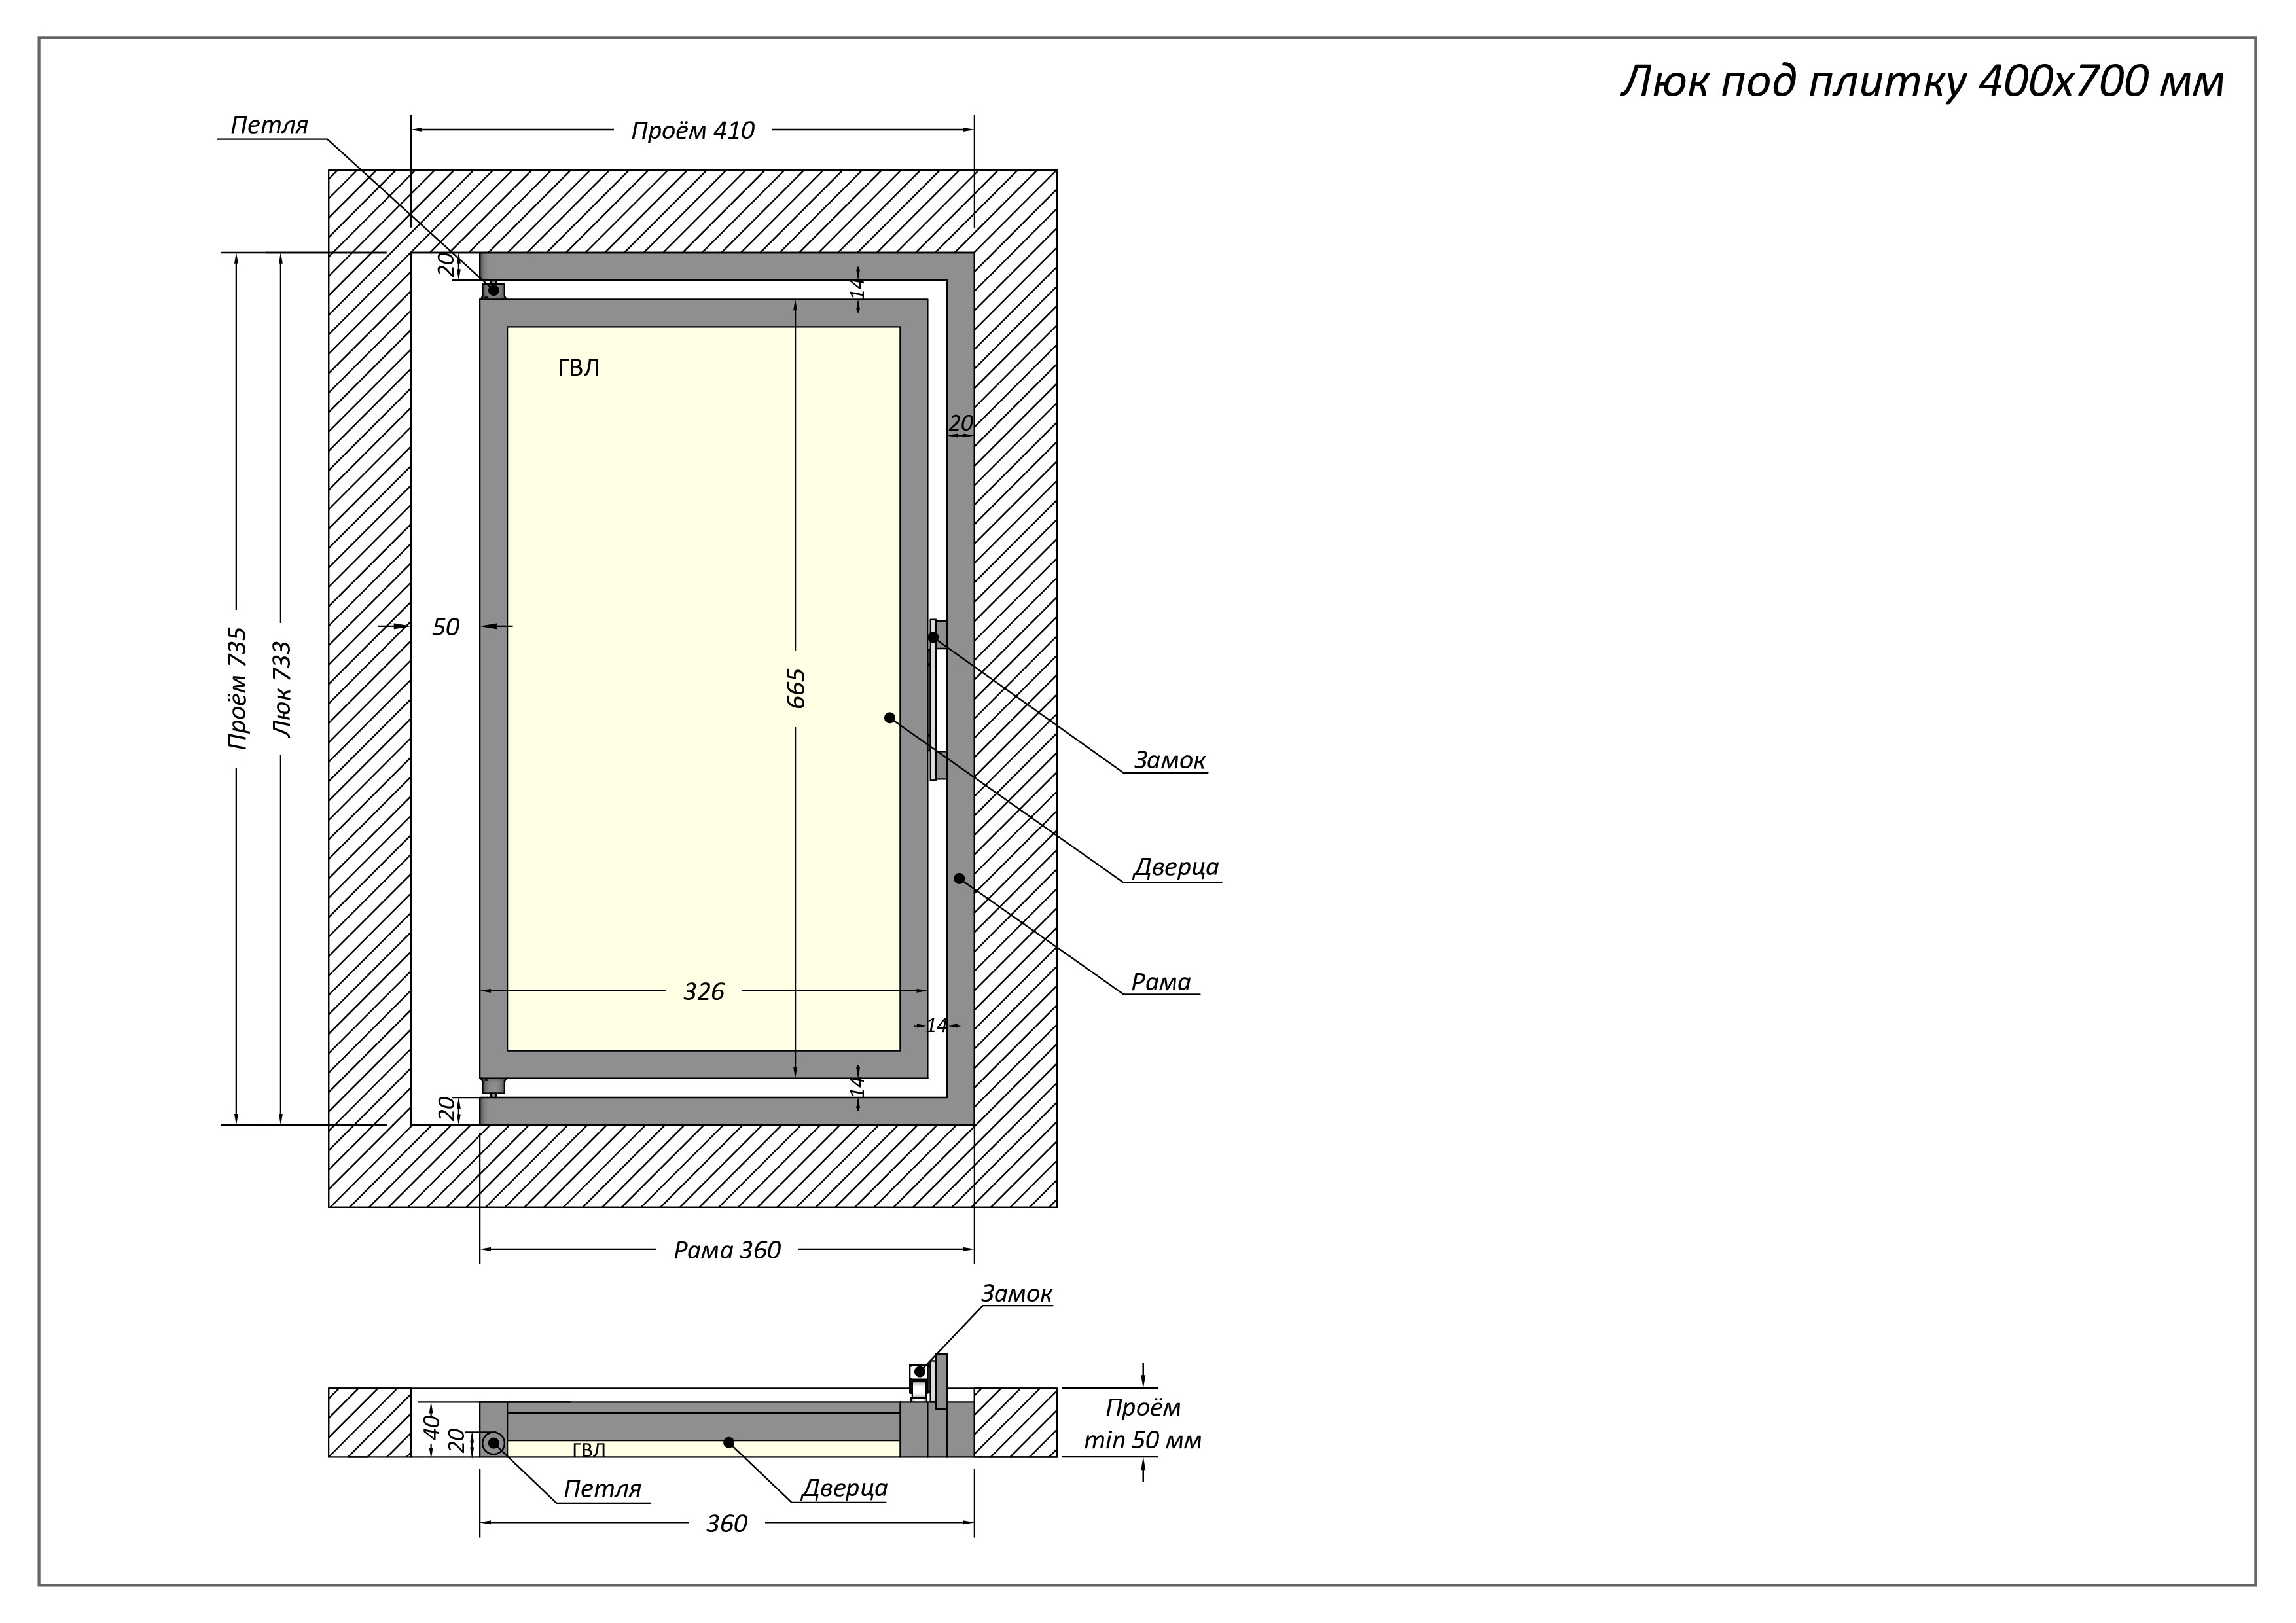 Люк под плитку 400х700 мм
Петля
Проём 410
20
14
ГВЛ
20
50
Проём 735
Люк 733
665
Замок
Дверца
Рама
326
14
14
20
Рама 360
Замок
40
20
ГВЛ
Проём
min 50 мм
Петля
Дверца
360